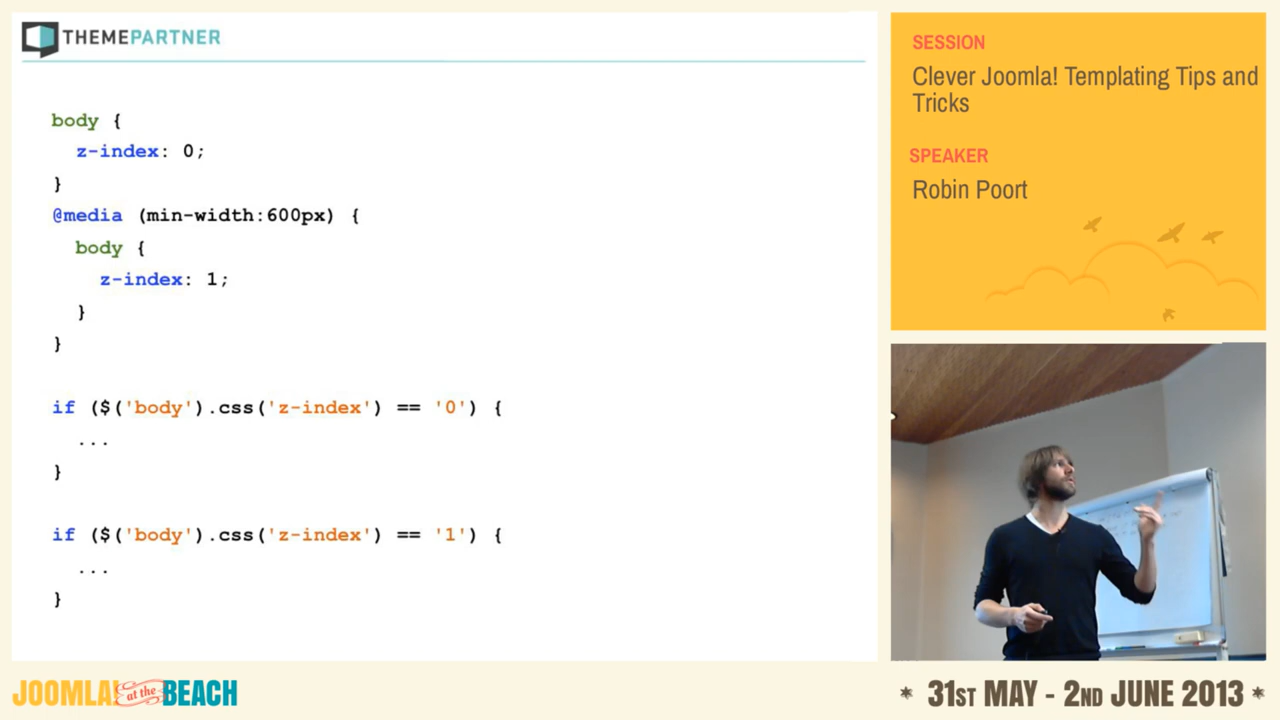 THEMEPARTNER
body {
z-index: 0;
}
@media (min-width:600px) {
body {
z-index: 1;
}
}
if ($('body').css('z-index') == '0') {
...
}
if ($('body').css('z-index') == '1') {
...
}
SESSION
Clever Joomla! Templating Tips and
Tricks
SPEAKER
Robin Poort
JOOMLA! at the BEACH
* 31ST MAY - 2ND JUNE 2013 *